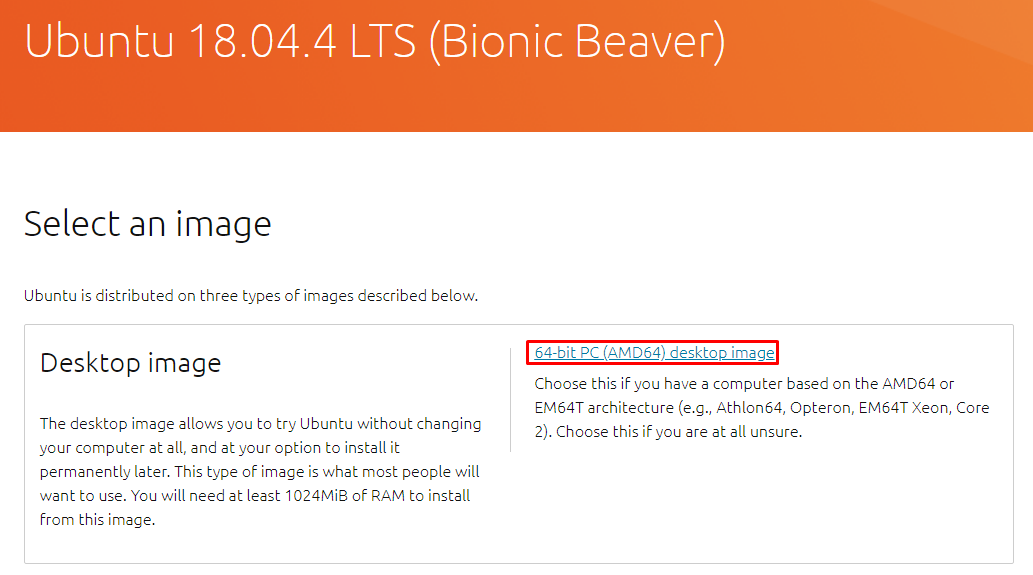 Ubuntu 18.04.4 LTS (Bionic Beaver)
Select an image
Ubuntu is distributed on three types of images described below.
Desktop image
The desktop image allows you to try Ubuntu without changing
your computer at all, and at your option to install it
permanently later. This type of image is what most people will
want to use. You will need at least 1024MiB of RAM to install
from this image.
64-bit PC (AMD64) desktop image
Choose this if you have a computer based on the AMD64 or
EM64T architecture (e.g., Athlon64, Opteron, EM64T Xeon, Core
2). Choose this if you are at all unsure.